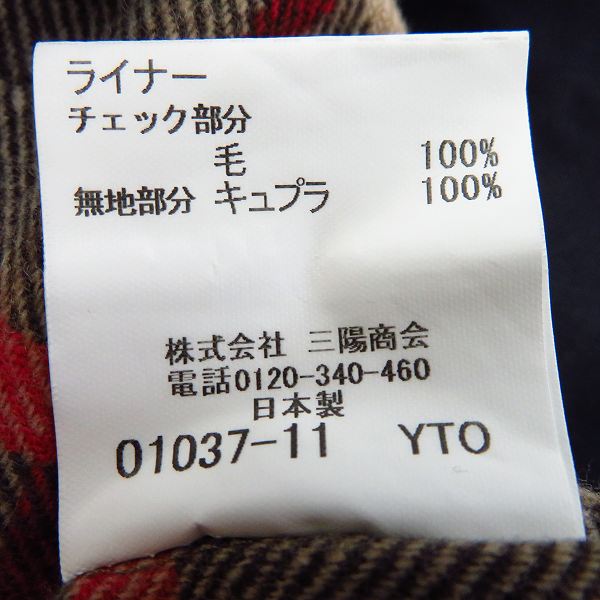 ライナー
チェック部分
毛 100%
無地部分 キュプラ 100%
株式会社 三陽商会
電話0120-340-460
日本製
01037-11 YTO